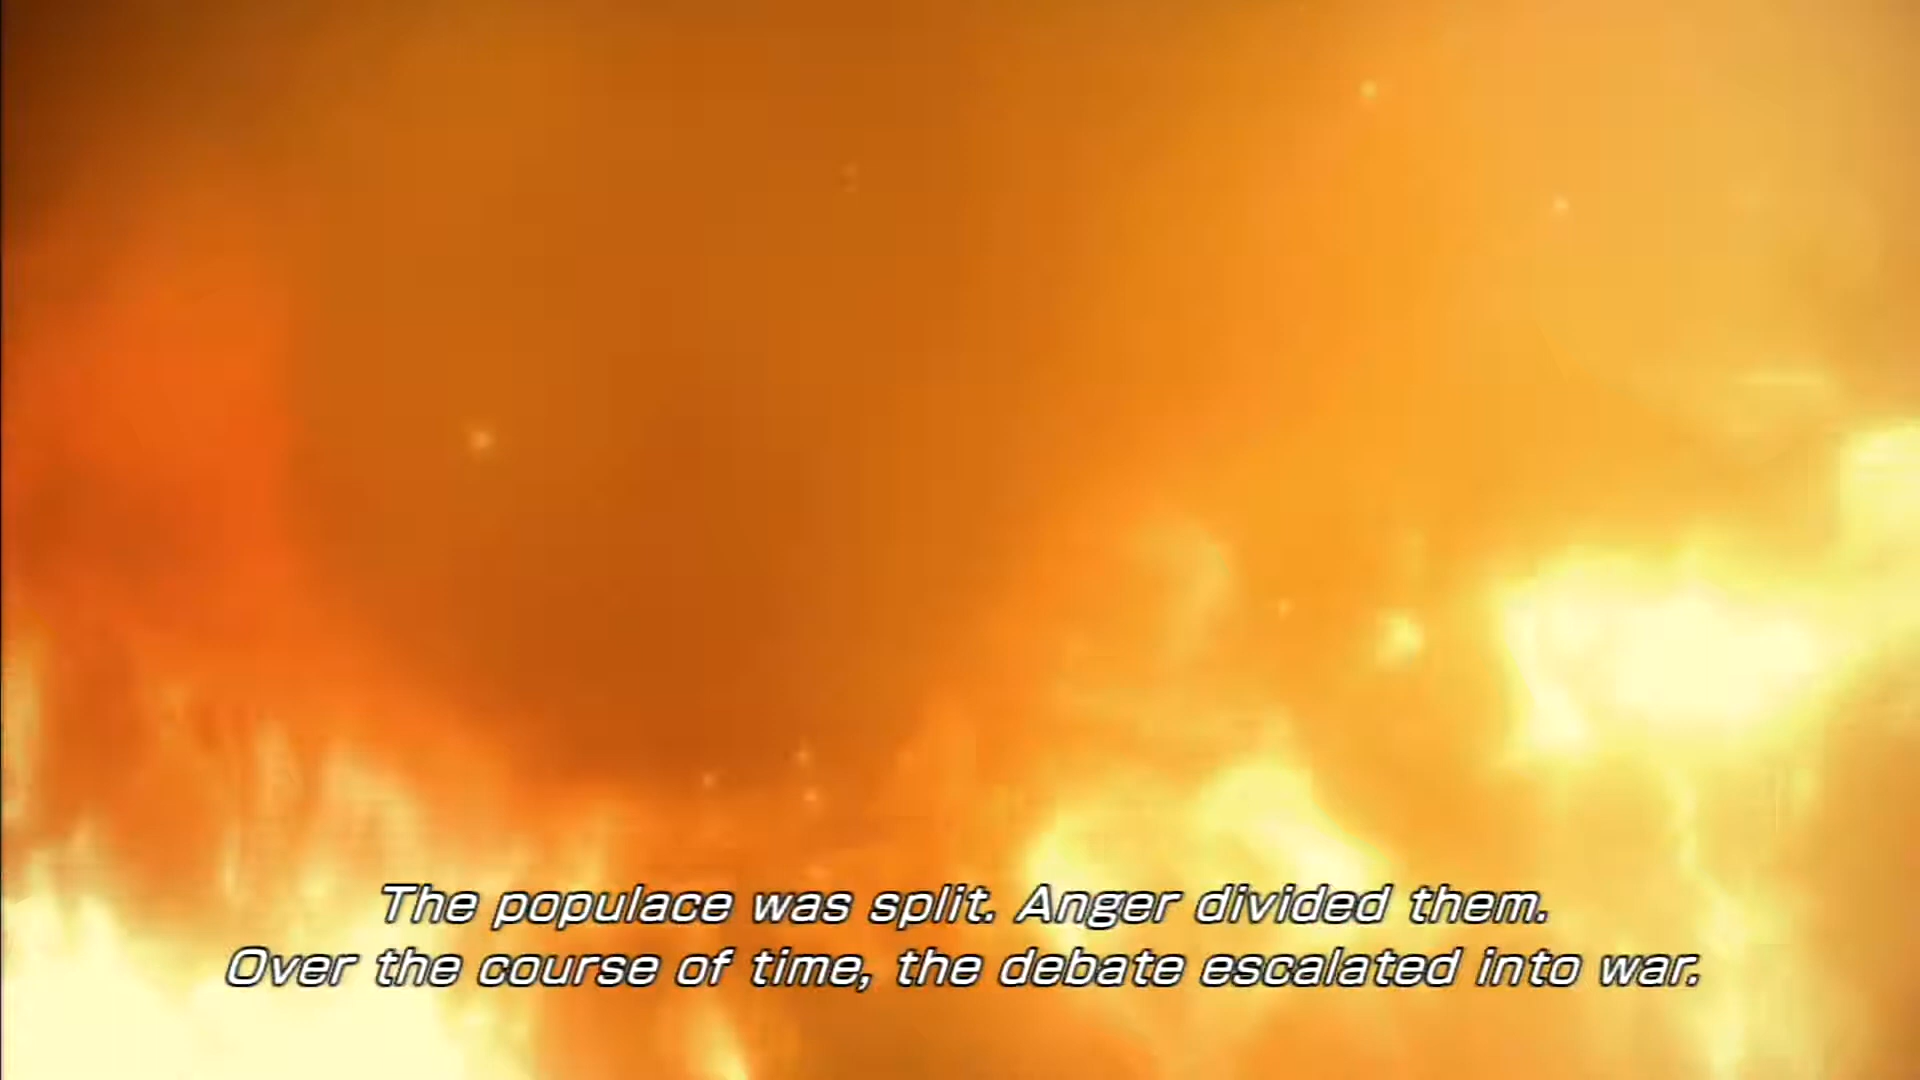 The populace was split. Anger divided them.
Over the course of time, the debate escalated into war.